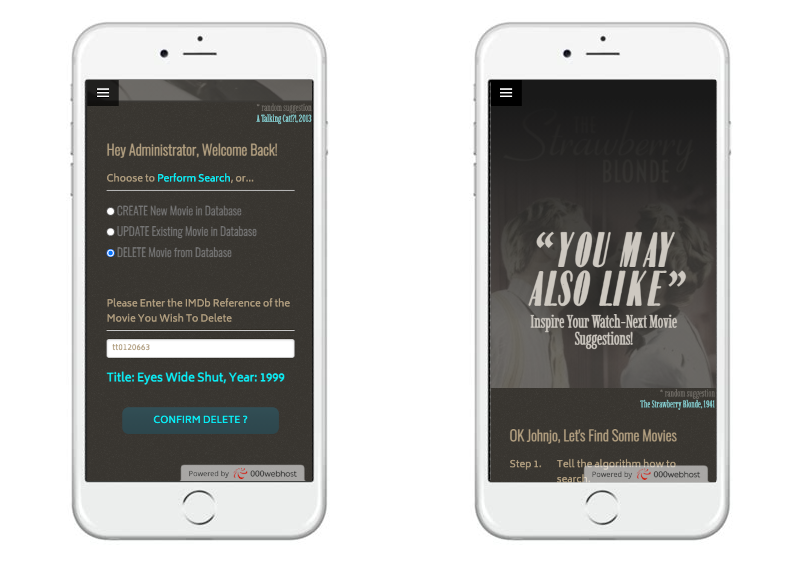 * random suggestion
A Talking Cat!?!, 2013
Hey Administrator, Welcome Back!
Choose to Perform Search, or...
CREATE New Movie in Database
UPDATE Existing Movie in Database
DELETE Movie from Database
Please Enter the IMDb Reference of the
Movie You Wish To Delete
tt0120663
Title: Eyes Wide Shut, Year: 1999
CONFIRM DELETE ?
Powered by 000webhost
THE
Strawberry
BLONDE
“YOU MAY
ALSO LIKE”
Inspire Your Watch-Next Movie
Suggestions!
* random suggestion
The Strawberry Blonde, 1941
OK Johnjo, Let's Find Some Movies
Step 1. Tell the algorithm how to
search
Powered by 000webhost